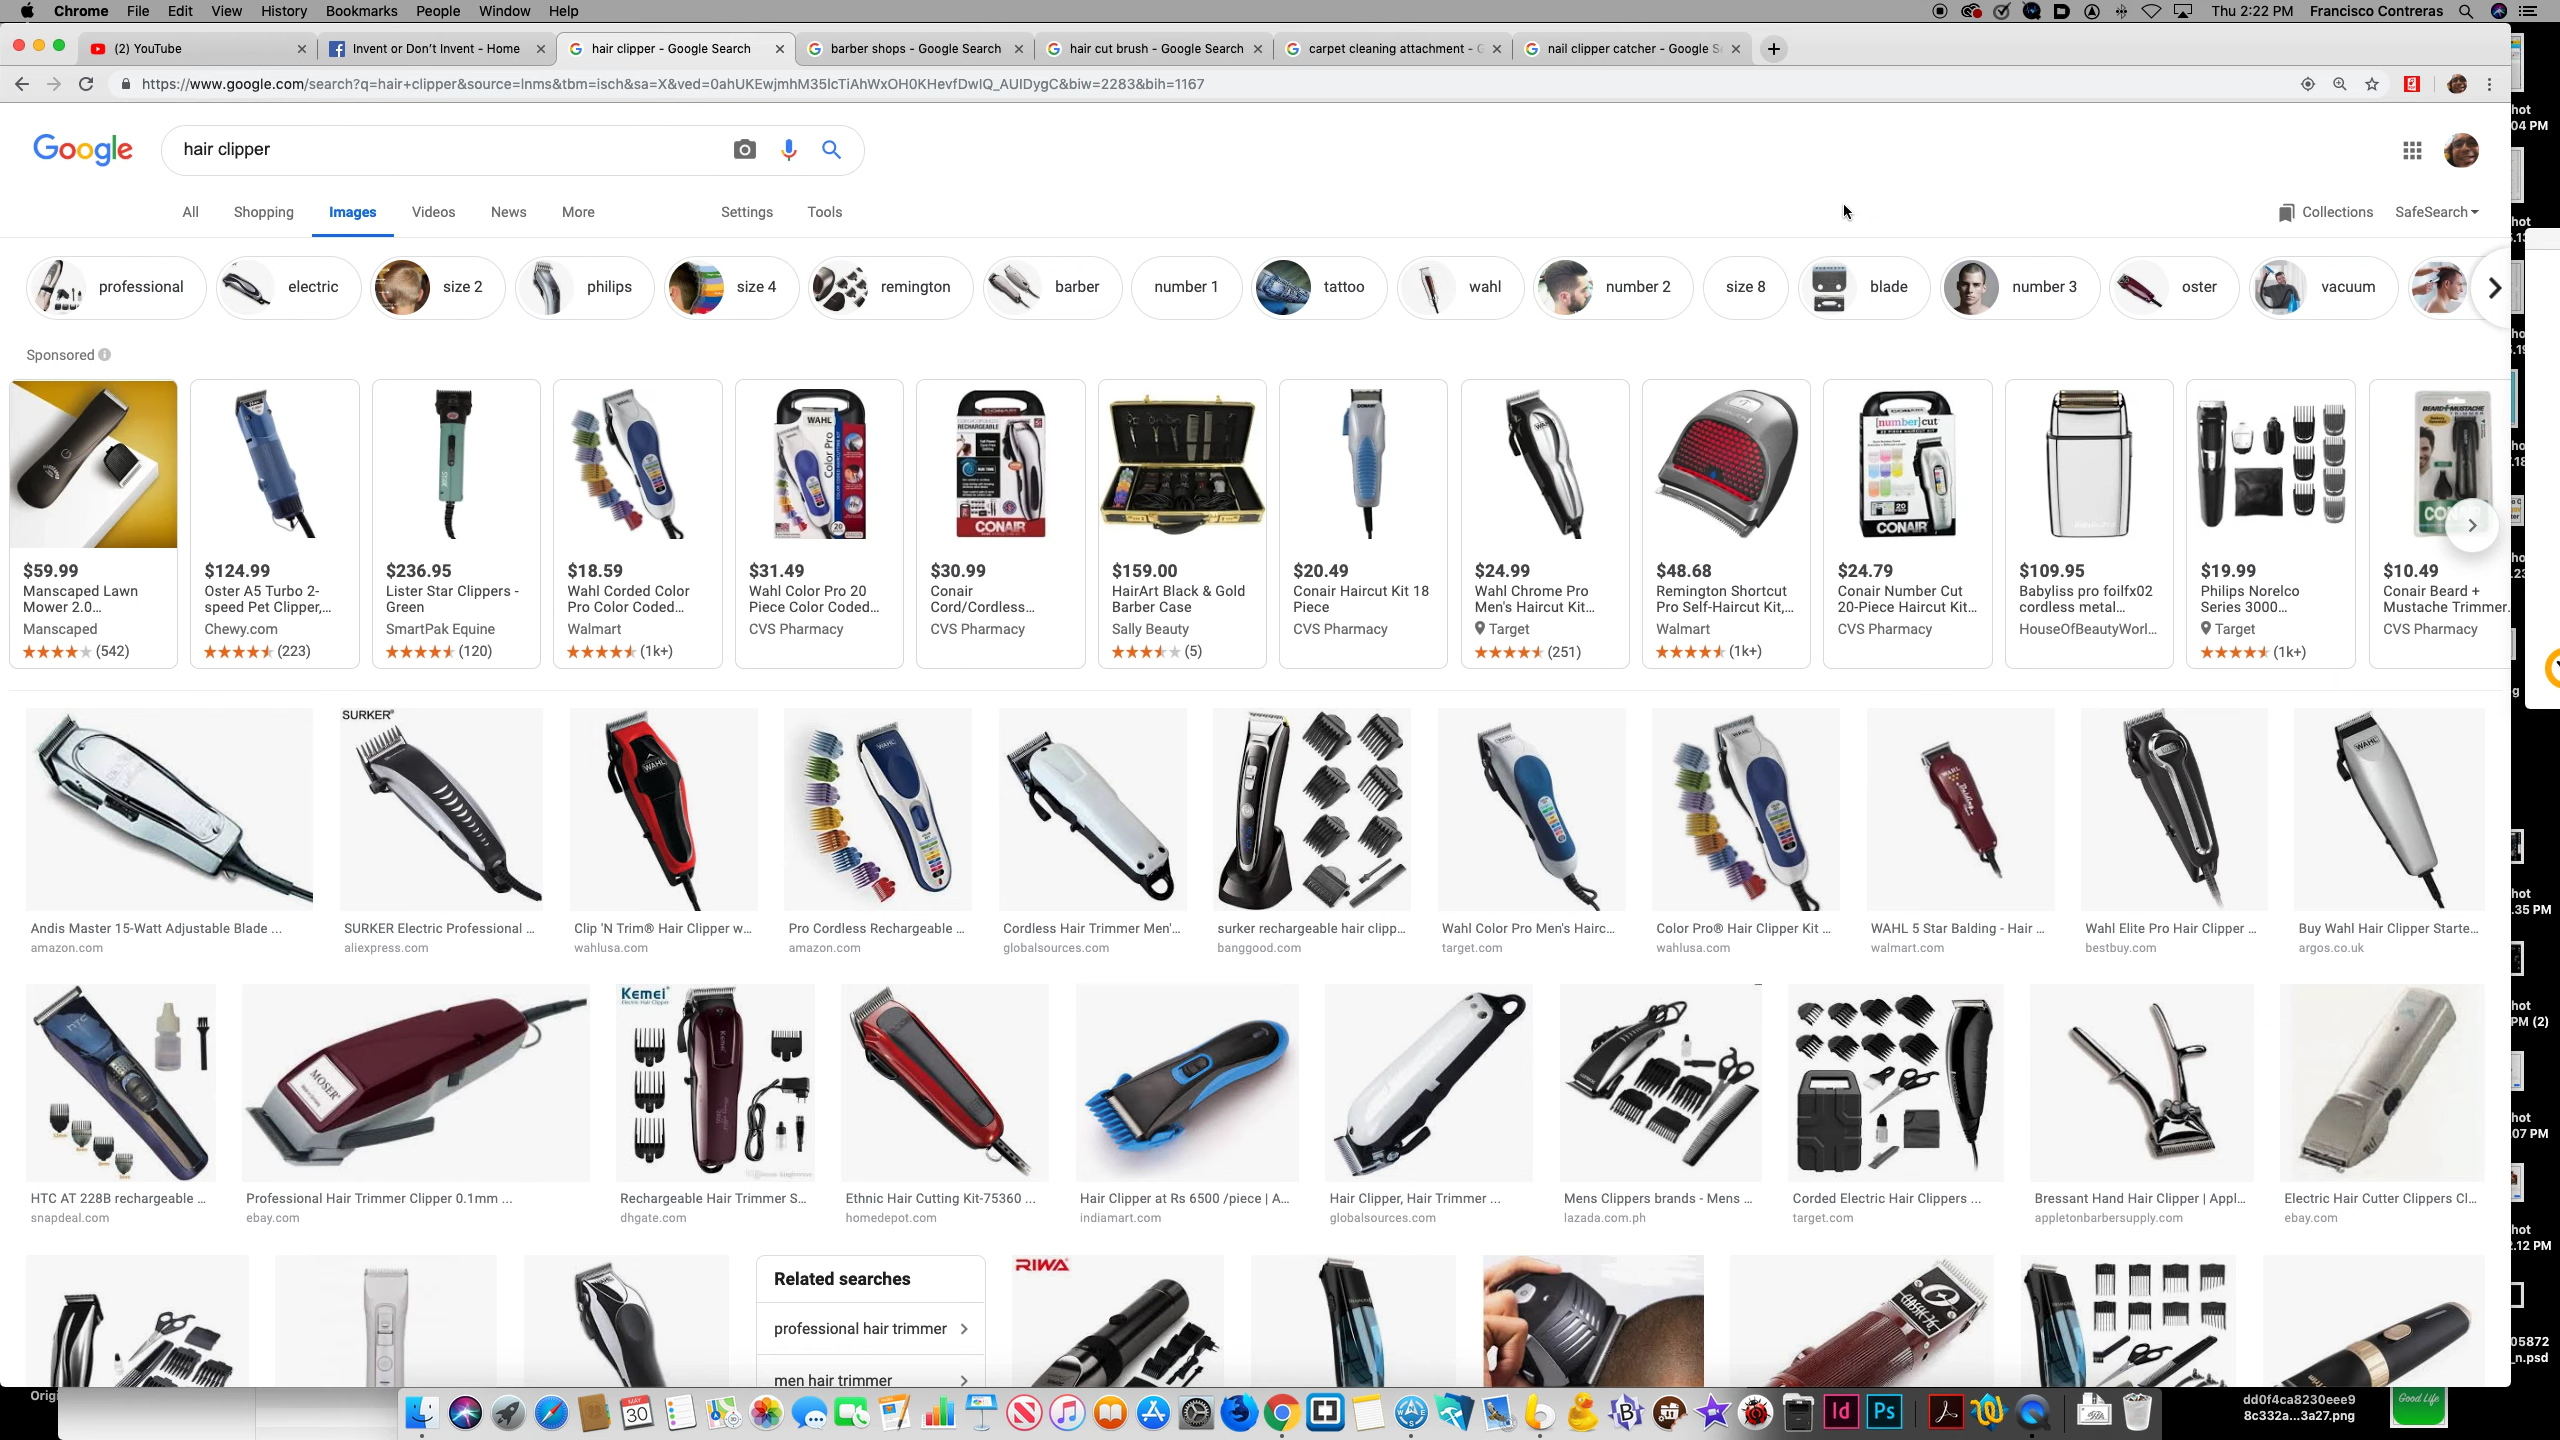 Chrome File Edit View History Bookmarks People Window Help
Thu 2:22 PM Francisco Contreras
(2) YouTube
Invent or Don't Invent - Home
hair clipper - Google Search
barber shops - Google Search
hair cut brush - Google Search
carpet cleaning attachment - G
nail clipper catcher - Google S
https://www.google.com/search?q=hair+clipper&source=lnms&tbm=isch&sa=X&ved=0ahUKEwjmhM35lcTiAhWxOH0KHevfDwIQ_AUIDygC&biw=2283&bih=1167
Google
hair clipper
All Shopping Images Videos News More Settings Tools
Collections SafeSearch
professional electric size 2 philips size 4 remington barber number 1 tattoo wahl number 2 size 8 blade number 3 oster vacuum
Sponsored
$59.99
Manscaped Lawn
Mower 2.0...
Manscaped
(542)
$124.99
Oster A5 Turbo 2-
speed Pet Clipper,...
Chewy.com
(223)
$236.95
Lister Star Clippers -
Green
SmartPak Equine
(120)
$18.59
Wahl Corded Color
Pro Color Coded...
Walmart
(1k+)
$31.49
Wahl Color Pro 20
Piece Color Coded...
CVS Pharmacy
$30.99
Conair
Cord/Cordless...
CVS Pharmacy
$159.00
HairArt Black & Gold
Barber Case
Sally Beauty
(5)
$20.49
Conair Haircut Kit 18
Piece
CVS Pharmacy
$24.99
Wahl Chrome Pro
Men's Haircut Kit...
Target
(251)
$48.68
Remington Shortcut
Pro Self-Haircut Kit,...
Walmart
(1k+)
$24.79
Conair Number Cut
20-Piece Haircut Kit...
CVS Pharmacy
$109.95
Babyliss pro foilfx02
cordless metal...
HouseOfBeautyWorl...
$19.99
Philips Norelco
Series 3000...
Target
(1k+)
$10.49
Conair Beard +
Mustache Trimmer.
CVS Pharmacy
SURKER
Andis Master 15-Watt Adjustable Blade ...
amazon.com
SURKER Electric Professional ...
aliexpress.com
Clip 'N Trim® Hair Clipper w...
wahlusa.com
Pro Cordless Rechargeable ...
amazon.com
Cordless Hair Trimmer Men'...
globalsources.com
surker rechargeable hair clipp...
banggood.com
Wahl Color Pro Men's Hairc...
target.com
Color Pro® Hair Clipper Kit ...
wahlusa.com
WAHL 5 Star Balding - Hair ...
walmart.com
Wahl Elite Pro Hair Clipper ...
bestbuy.com
Buy Wahl Hair Clipper Starte...
argos.co.uk
Kemei
MOSER
HTC AT 228B rechargeable ...
snapdeal.com
Professional Hair Trimmer Clipper 0.1mm ...
ebay.com
Rechargeable Hair Trimmer S...
dhgate.com
Ethnic Hair Cutting Kit-75360 ...
homedepot.com
Hair Clipper at Rs 6500 /piece | A...
indiamart.com
Hair Clipper, Hair Trimmer ...
globalsources.com
Mens Clippers brands - Mens ...
lazada.com.ph
Corded Electric Hair Clippers ...
target.com
Bressant Hand Hair Clipper | Appl...
appletonbarbersupply.com
Electric Hair Cutter Clippers Cl...
ebay.com
Related searches
professional hair trimmer
men hair trimmer
RIWA
MAY
30
Id
Ps
dd0f4ca8230eee9
8c332a...3a27.png
Good Life